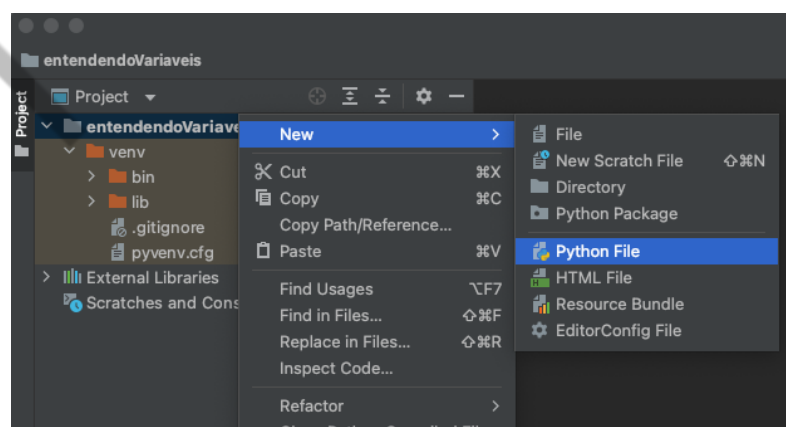 entendendoVariaveis
Project
Project
entendendoVariave
venv
bin
lib
.gitignore
pyvenv.cfg
External Libraries
Scratches and Cons
New
Cut ⌘X
Copy ⌘C
Copy Path/Reference...
Paste ⌘V
Find Usages ⌥F7
Find in Files... ⇧⌘F
Replace in Files... ⇧⌘R
Inspect Code...
Refactor
File
New Scratch File ⇧⌘N
Directory
Python Package
Python File
HTML File
Resource Bundle
EditorConfig File